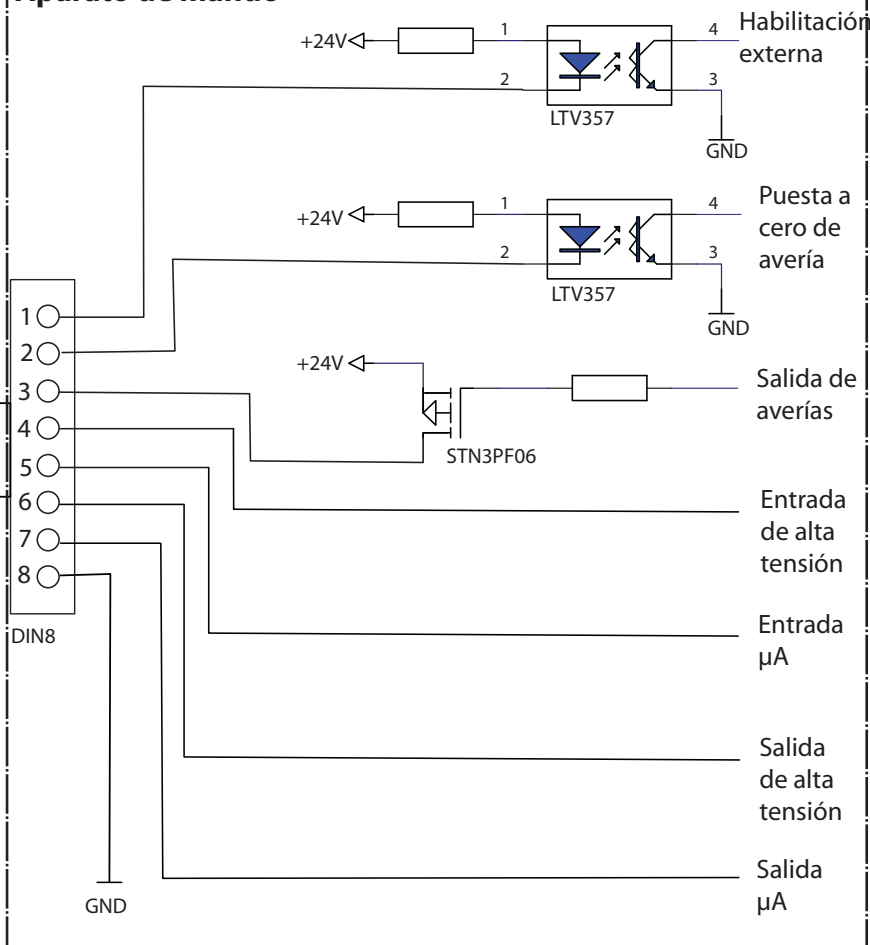 Aparato de mando
+24V
1
2
4
3
LTV357
GND
Habilitación
externa
+24V
1
2
4
3
LTV357
GND
Puesta a
cero de
avería
+24V
STN3PF06
Salida de
averías
1
2
3
4
5
6
7
8
DIN8
GND
Entrada
de alta
tensión
Entrada
µA
Salida
de alta
tensión
Salida
µA